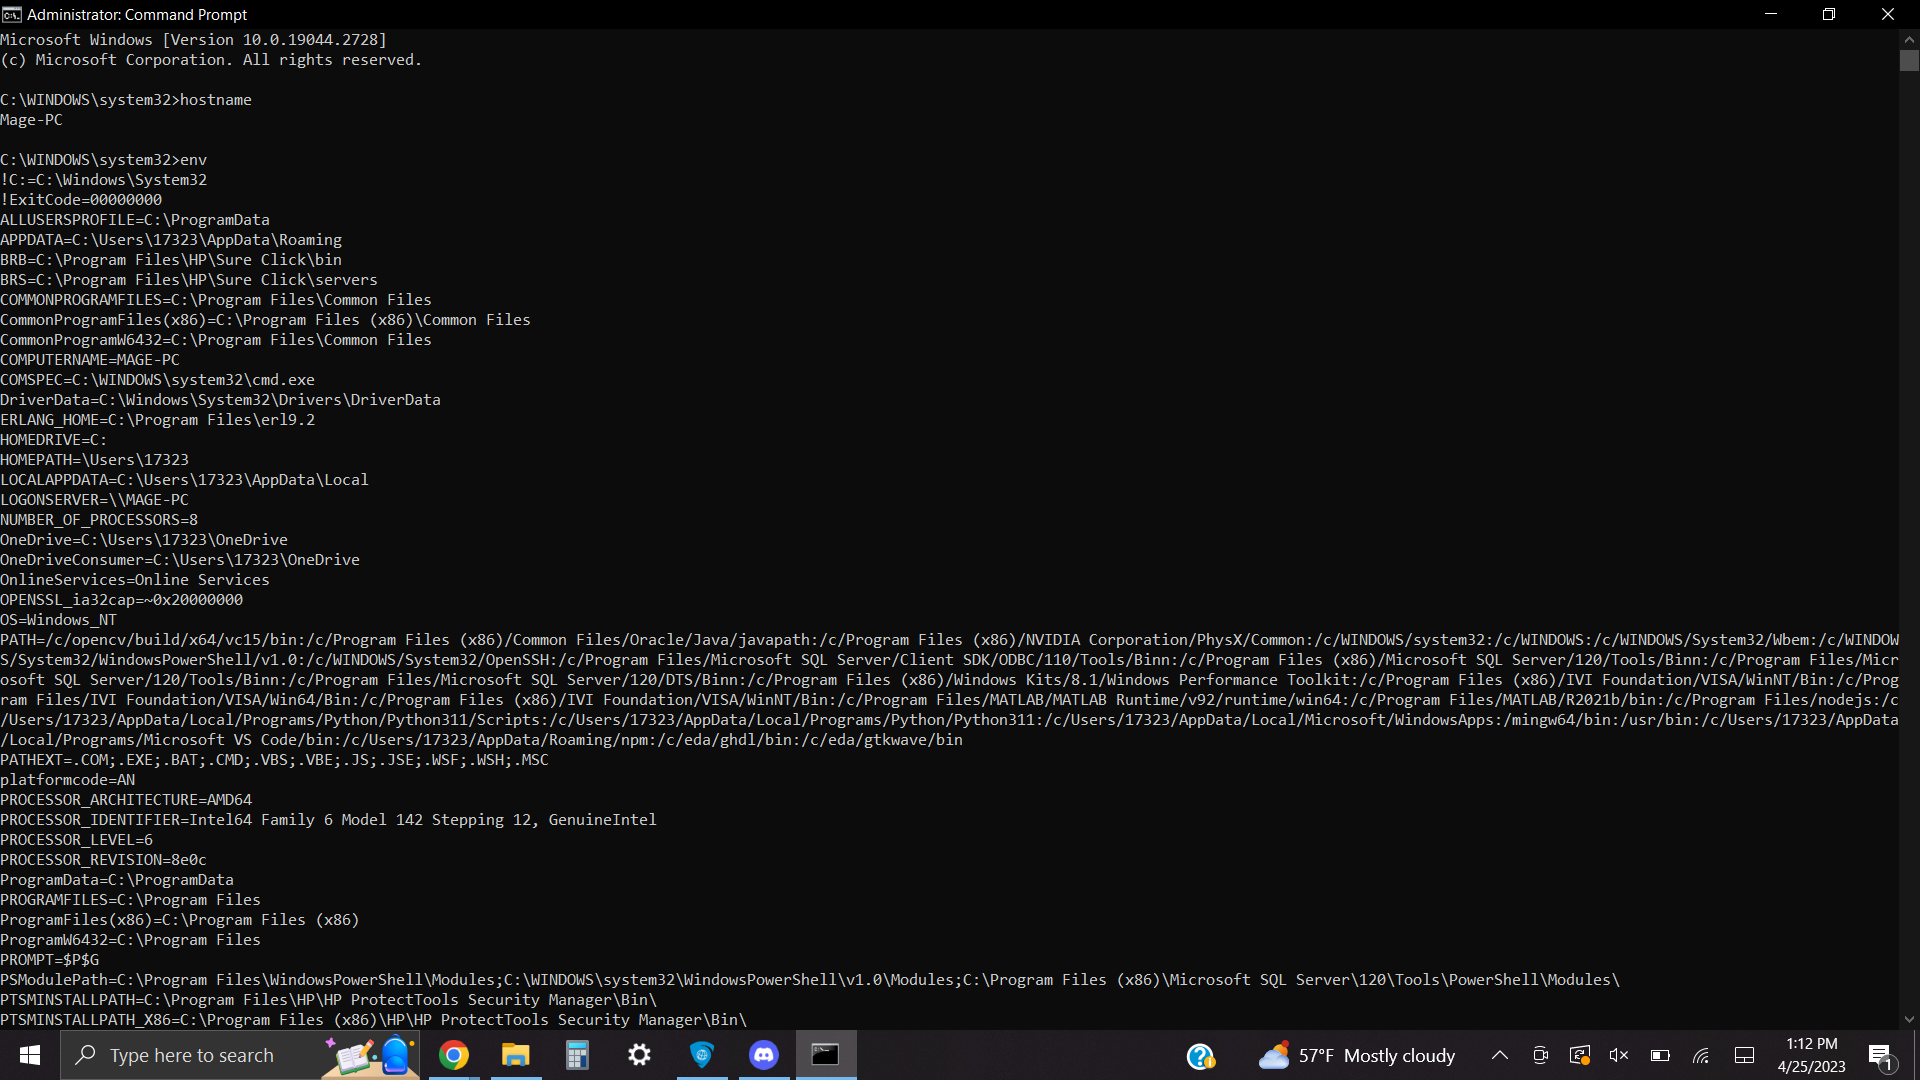 Administrator: Command Prompt
Microsoft Windows [Version 10.0.19044.2728]
(c) Microsoft Corporation. All rights reserved.
C:\WINDOWS\system32>hostname
Mage-PC
C:\WINDOWS\system32>env
!C:=C:\Windows\System32
!ExitCode=00000000
ALLUSERSPROFILE=C:\ProgramData
APPDATA=C:\Users\17323\AppData\Roaming
BRB=C:\Program Files\HP\Sure Click\bin
BRS=C:\Program Files\HP\Sure Click\servers
COMMONPROGRAMFILES=C:\Program Files\Common Files
CommonProgramFiles(x86)=C:\Program Files (x86)\Common Files
CommonProgramW6432=C:\Program Files\Common Files
COMPUTERNAME=MAGE-PC
COMSPEC=C:\WINDOWS\system32\cmd.exe
DriverData=C:\Windows\System32\Drivers\DriverData
ERLANG_HOME=C:\Program Files\erl9.2
HOMEDRIVE=C:
HOMEPATH=\Users\17323
LOCALAPPDATA=C:\Users\17323\AppData\Local
LOGONSERVER=\\MAGE-PC
NUMBER_OF_PROCESSORS=8
OneDrive=C:\Users\17323\OneDrive
OneDriveConsumer=C:\Users\17323\OneDrive
OnlineServices=Online Services
OPENSSL_ia32cap=~0x20000000
OS=Windows_NT
PATH=/c/opencv/build/x64/vc15/bin:/c/Program Files (x86)/Common Files/Oracle/Java/javapath:/c/Program Files (x86)/NVIDIA Corporation/PhysX/Common:/c/WINDOWS/system32:/c/WINDOWS:/c/WINDOWS/System32/Wbem:/c/WINDOW
S/System32/WindowsPowerShell/v1.0:/c/WINDOWS/System32/OpenSSH:/c/Program Files/Microsoft SQL Server/Client SDK/ODBC/110/Tools/Binn:/c/Program Files (x86)/Microsoft SQL Server/120/Tools/Binn:/c/Program Files/Micr
osoft SQL Server/120/Tools/Binn:/c/Program Files/Microsoft SQL Server/120/DTS/Binn:/c/Program Files (x86)/Windows Kits/8.1/Windows Performance Toolkit:/c/Program Files (x86)/IVI Foundation/VISA/WinNT/Bin:/c/Prog
ram Files/IVI Foundation/VISA/Win64/Bin:/c/Program Files (x86)/IVI Foundation/VISA/WinNT/Bin:/c/Program Files/MATLAB/MATLAB Runtime/v92/runtime/win64:/c/Program Files/MATLAB/R2021b/bin:/c/Program Files/nodejs:/c
/Users/17323/AppData/Local/Programs/Python/Python311/Scripts:/c/Users/17323/AppData/Local/Programs/Python/Python311:/c/Users/17323/AppData/Local/Microsoft/WindowsApps:/mingw64/bin:/usr/bin:/c/Users/17323/AppData
/Local/Programs/Microsoft VS Code/bin:/c/Users/17323/AppData/Roaming/npm:/c/eda/ghdl/bin:/c/eda/gtkwave/bin
PATHEXT=.COM;.EXE;.BAT;.CMD;.VBS;.VBE;.JS;.JSE;.WSF;.WSH;.MSC
platformcode=AN
PROCESSOR_ARCHITECTURE=AMD64
PROCESSOR_IDENTIFIER=Intel64 Family 6 Model 142 Stepping 12, GenuineIntel
PROCESSOR_LEVEL=6
PROCESSOR_REVISION=8e0c
ProgramData=C:\ProgramData
PROGRAMFILES=C:\Program Files
ProgramFiles(x86)=C:\Program Files (x86)
ProgramW6432=C:\Program Files
PROMPT=$P$G
PSModulePath=C:\Program Files\WindowsPowerShell\Modules;C:\WINDOWS\system32\WindowsPowerShell\v1.0\Modules;C:\Program Files (x86)\Microsoft SQL Server\120\Tools\PowerShell\Modules\
PTSMINSTALLPATH=C:\Program Files\HP\HP ProtectTools Security Manager\Bin\
PTSMINSTALLPATH_X86=C:\Program Files (x86)\HP\HP ProtectTools Security Manager\Bin\
Type here to search
57°F Mostly cloudy
1:12 PM
4/25/2023
1